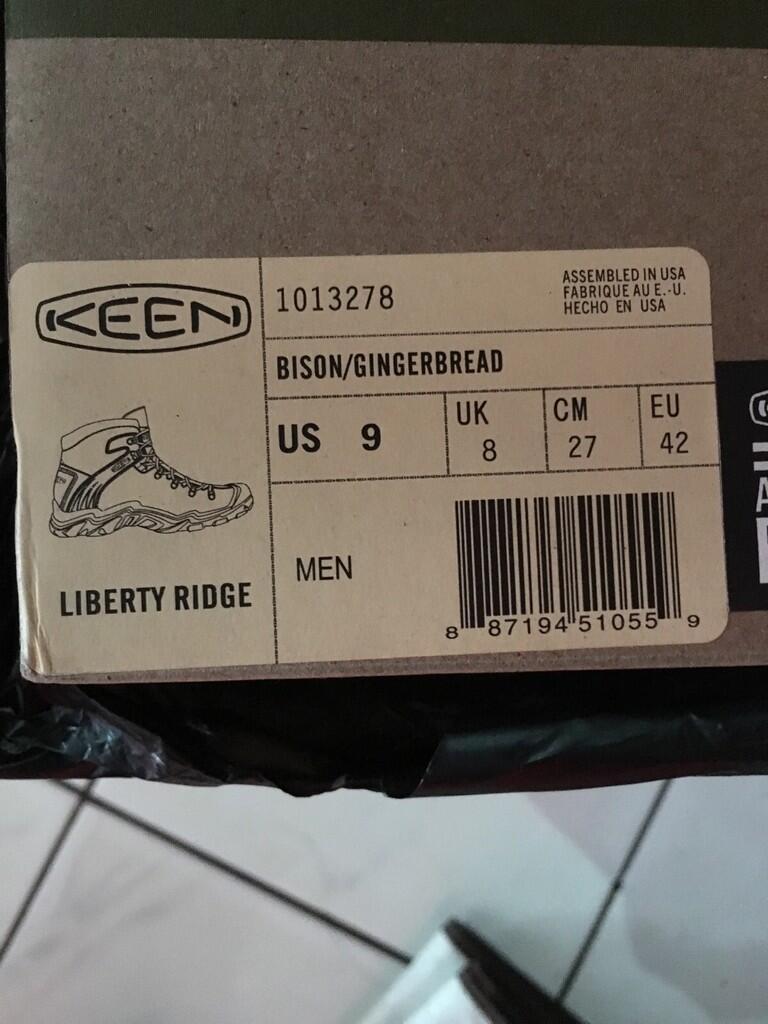 KEEN
1013278
ASSEMBLED IN USA
FABRIQUE AU E.-U.
HECHO EN USA
BISON/GINGERBREAD
US 9
UK
8
CM
27
EU
42
LIBERTY RIDGE
MEN
8 87194 51055 9